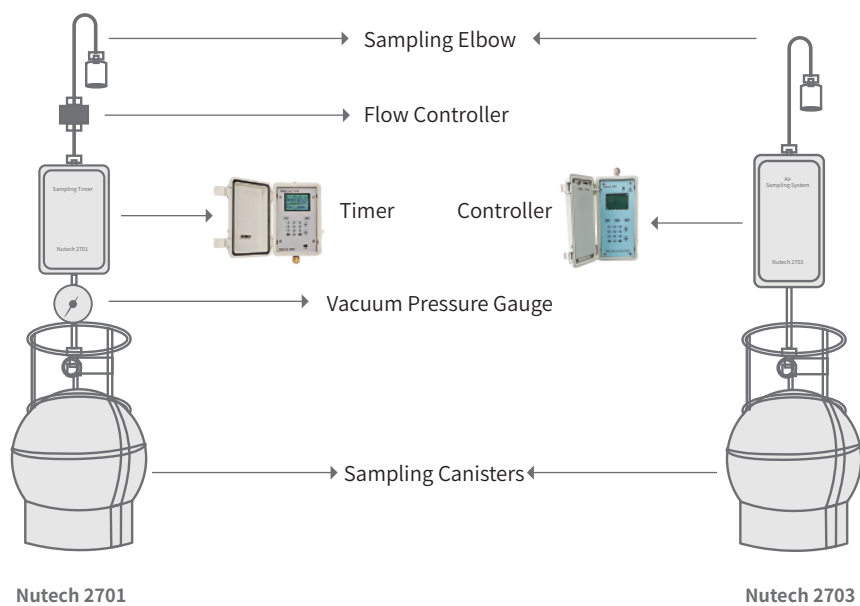 Sampling Elbow
Flow Controller
Sampling Timer
Nutech 2701
Timer
Controller
Air
Sampling System
Nutech 2703
Vacuum Pressure Gauge
Sampling Canisters
Nutech 2701
Nutech 2703